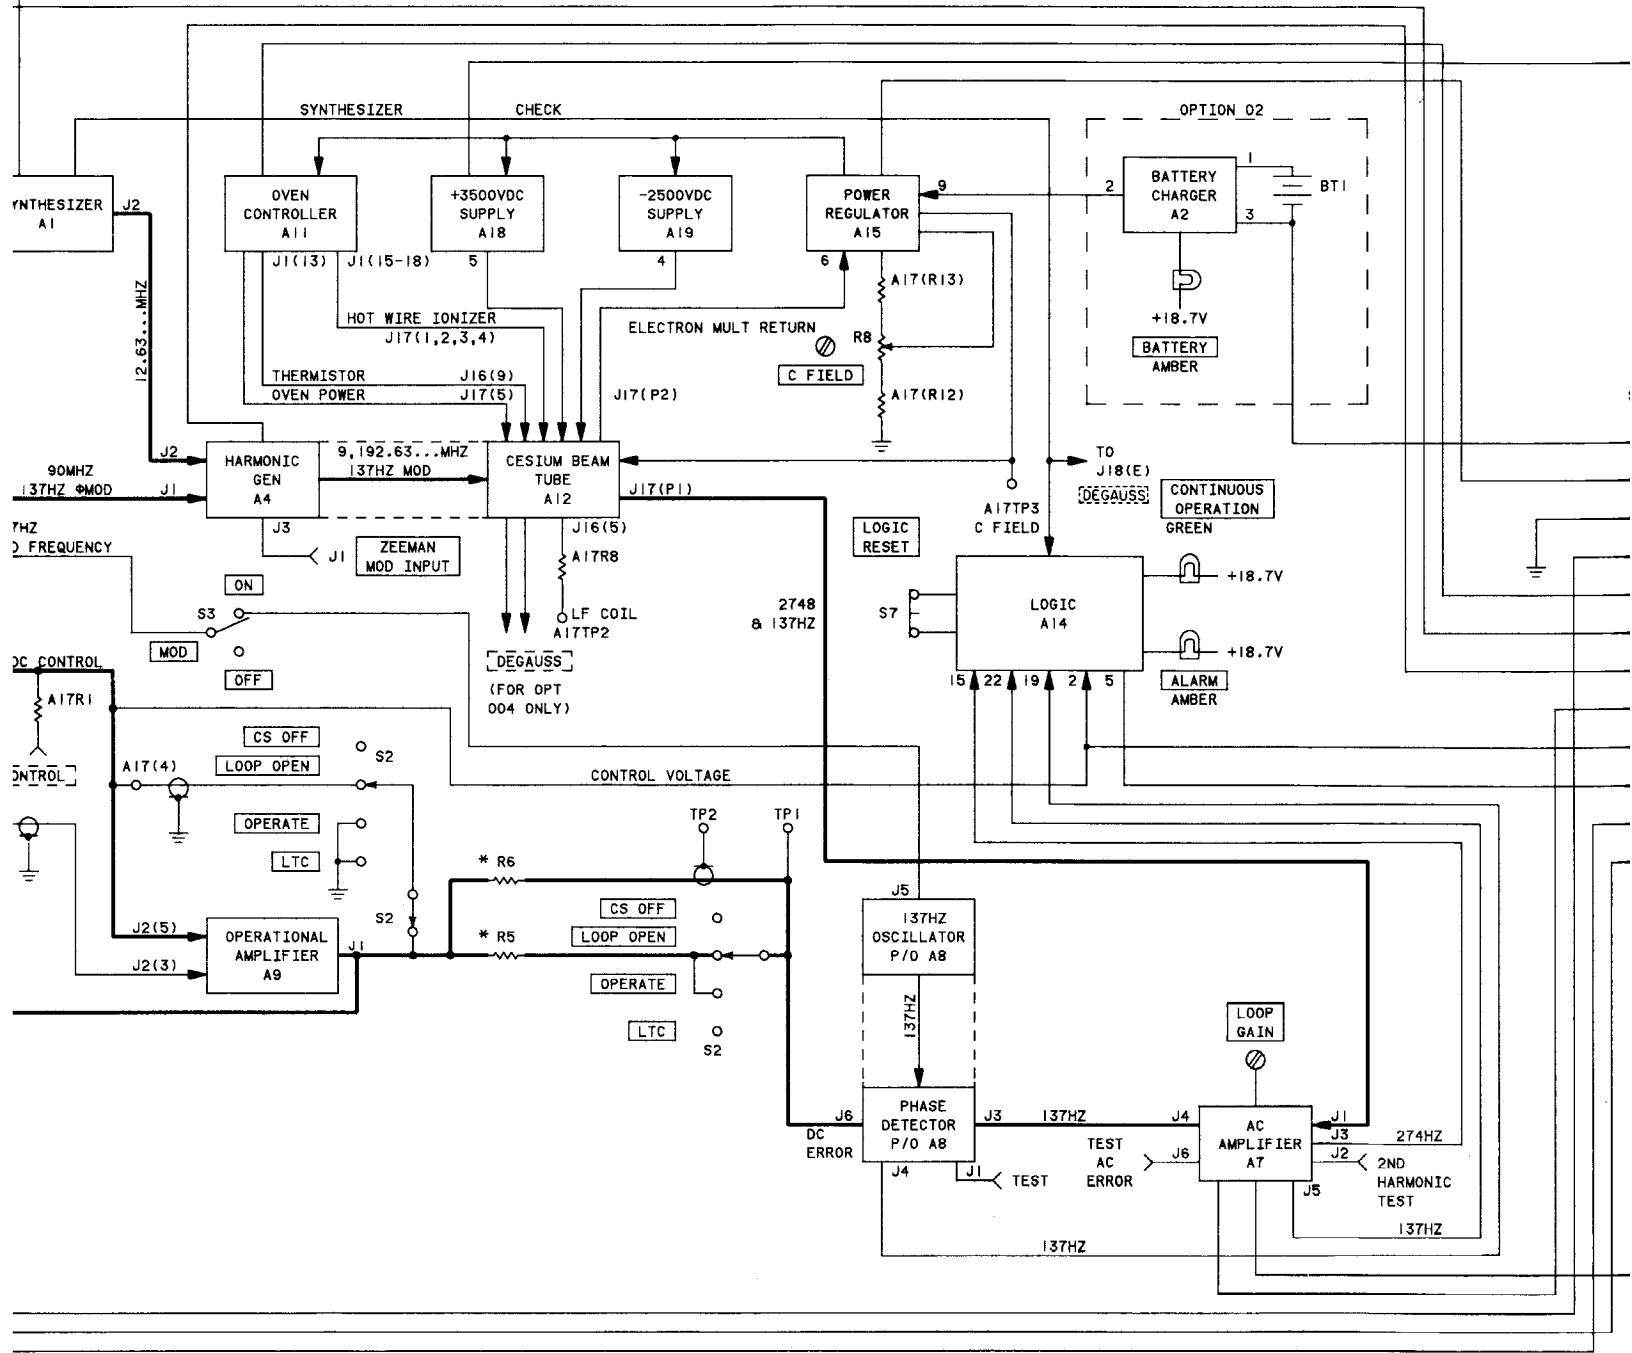 SYNTHESIZER CHECK
OPTION 02
YNTHESIZER
A1
J2
OVEN
CONTROLLER
A11
+3500VDC
SUPPLY
A18
-2500VDC
SUPPLY
A19
POWER
REGULATOR
A15
9
2
BATTERY
CHARGER
A2
1
BT1
3
J1(13)
J1(15-18)
5
4
6
A17(R13)
12.63...MHZ
HOT WIRE IONIZER
J17(1,2,3,4)
ELECTRON MULT RETURN
R8
C FIELD
+18.7V
BATTERY
AMBER
THERMISTOR J16(9)
OVEN POWER J17(5)
J17(P2)
A17(R12)
J2
HARMONIC
GEN
A4
9,192.63...MHZ
137HZ MOD
CESIUM BEAM
TUBE
A12
90MHZ
137HZ ΦMOD
J1
J17(P1)
TO
J18(E)
DEGAUSS
CONTINUOUS
OPERATION
GREEN
7HZ
D FREQUENCY
J3
J1
ZEEMAN
MOD INPUT
J16(5)
A17R8
LF COIL
A17TP2
LOGIC
RESET
A17TP3
C FIELD
ON
S3
MOD
OFF
2748
& 137HZ
S7
LOGIC
A14
+18.7V
+18.7V
ALARM
AMBER
15 22 19 2 5
DEGAUSS
(FOR OPT
004 ONLY)
DC CONTROL
A17R1
ONTROL
A17(4)
CS OFF
LOOP OPEN
S2
OPERATE
LTC
CONTROL VOLTAGE
TP2
TP1
* R6
S2
J2(5)
J2(3)
OPERATIONAL
AMPLIFIER
A9
J1
* R5
CS OFF
LOOP OPEN
OPERATE
LTC
S2
J5
137HZ
OSCILLATOR
P/O A8
137HZ
LOOP
GAIN
J6
DC
ERROR
PHASE
DETECTOR
P/O A8
J3
137HZ
J4
J4
J1
TEST
TEST
AC
ERROR
J6
AC
AMPLIFIER
A7
J1
J3
274HZ
J2
2ND
HARMONIC
TEST
J5
137HZ
137HZ